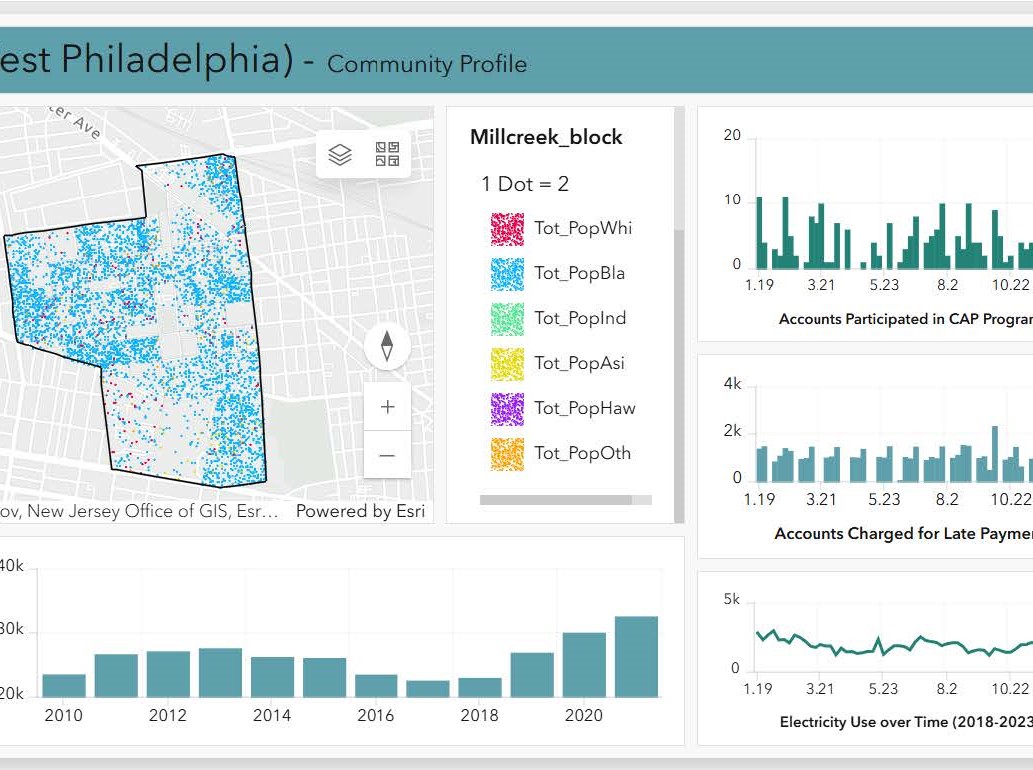 est Philadelphia) - Community Profile
er Ave
ov, New Jersey Office of GIS, Esr... Powered by Esri
Millcreek_block
1 Dot = 2
Tot_PopWhi
Tot_PopBla
Tot_PopInd
Tot_PopAsi
Tot_PopHaw
Tot_PopOth
20
10
0
1.19 3.21 5.23 8.2 10.22
Accounts Participated in CAP Progra
4k
2k
0
1.19 3.21 5.23 8.2 10.22
Accounts Charged for Late Payme
5k
0
1.19 3.21 5.23 8.2 10.22
Electricity Use over Time (2018-2023
40k
30k
20k
2010 2012 2014 2016 2018 2020